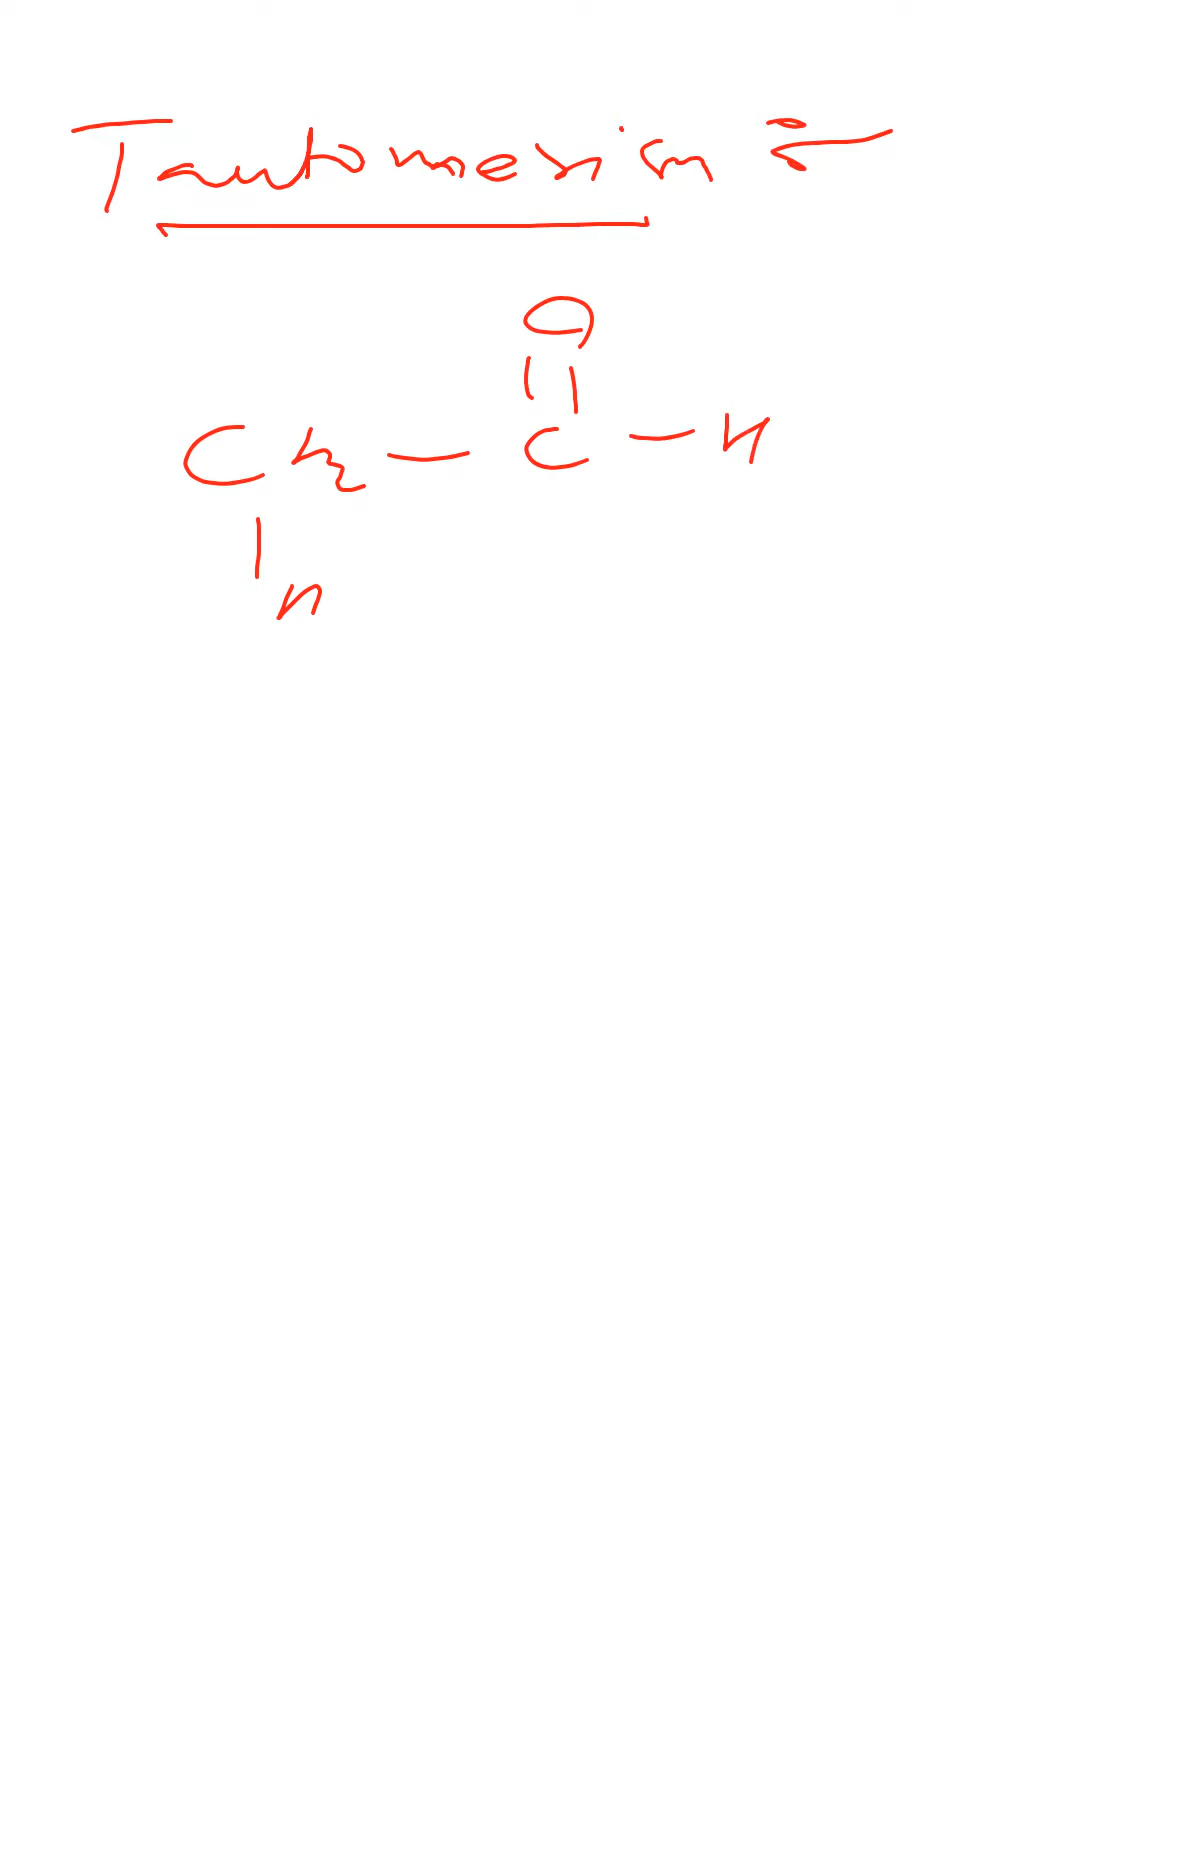 Tautomerism :-
O
||
CH2 — C — H
|
H